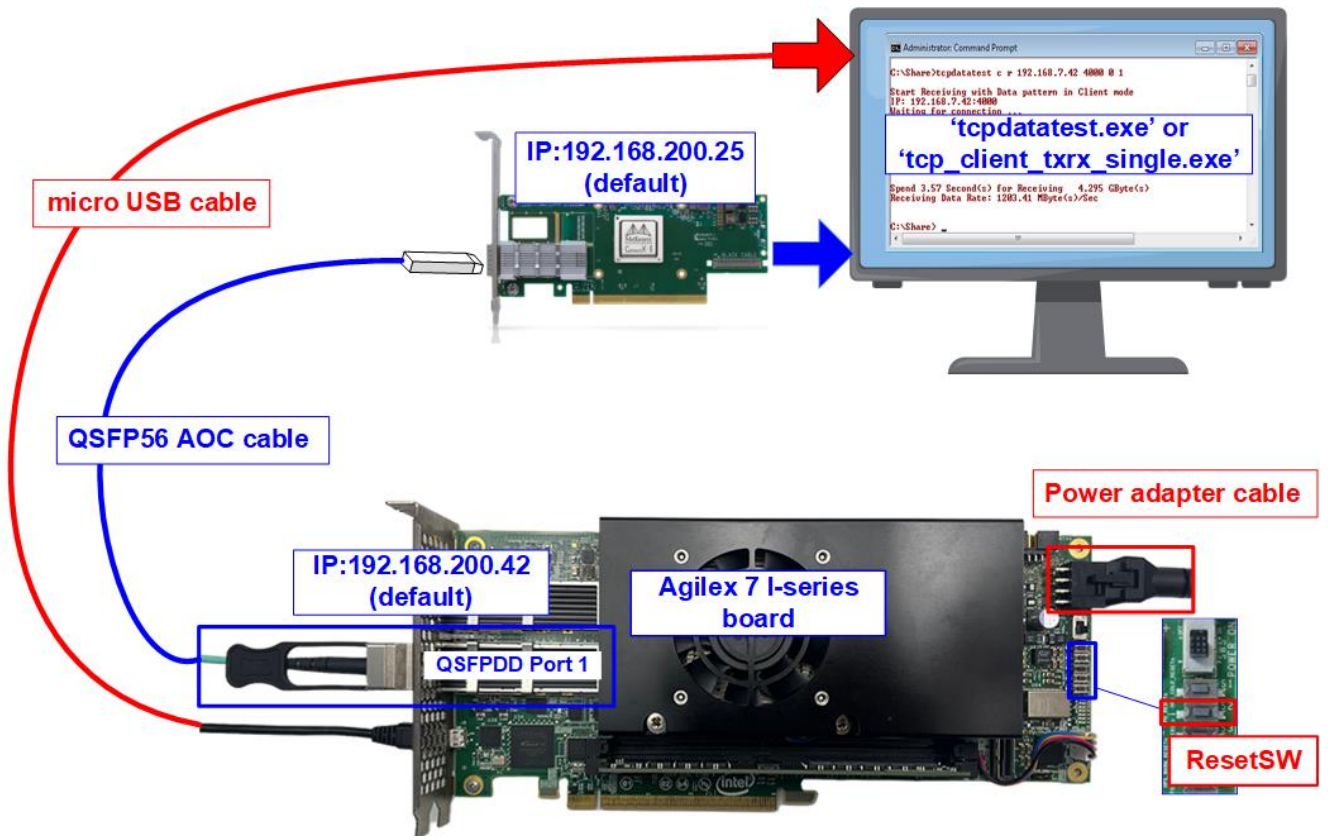 Administrator: Command Prompt
C:\Share>tcpdatatest c r 192.168.7.42 4000 0 1
Start Receiving with Data pattern in Client mode
IP: 192.168.7.42:4000
Waiting for connection ...
‘tcpdatatest.exe’ or
‘tcp_client_txrx_single.exe’
Spend 3.57 Second(s) for Receiving 4.295 GByte(s)
Receiving Data Rate: 1203.41 MByte(s)/Sec
C:\Share>
IP:192.168.200.25
(default)
Mellanox
micro USB cable
QSFP56 AOC cable
Power adapter cable
IP:192.168.200.42
(default)
Agilex 7 I-series
board
QSFPDD Port 1
ResetSW
intel